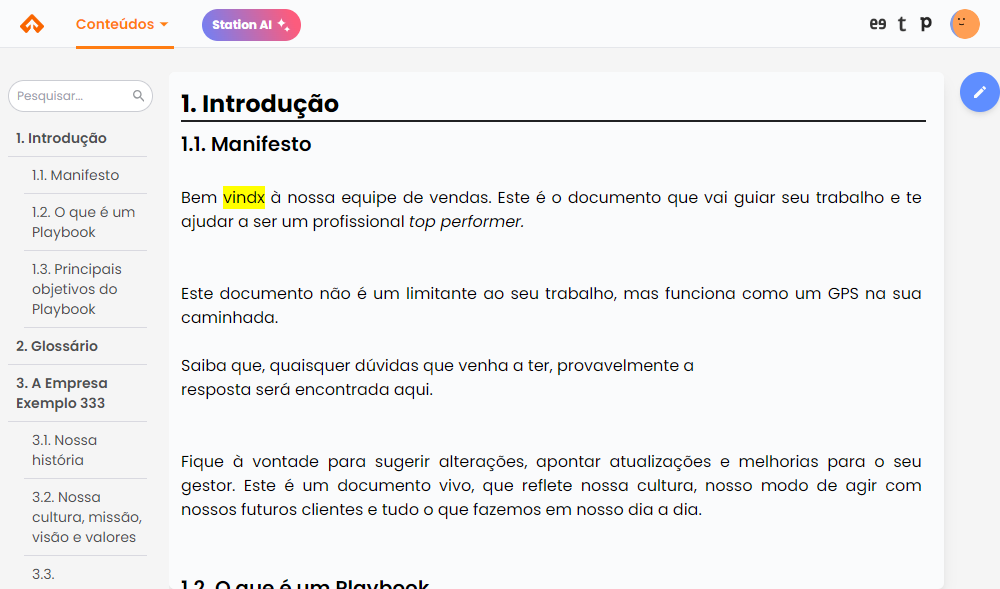 Conteúdos
Station AI
ee t p
Pesquisar...
1. Introdução
1.1. Manifesto
1.2. O que é um
Playbook
1.3. Principais
objetivos do
Playbook
2. Glossário
3. A Empresa
Exemplo 333
3.1. Nossa
história
3.2. Nossa
cultura, missão,
visão e valores
3.3.
1. Introdução
1.1. Manifesto
Bem vindx à nossa equipe de vendas. Este é o documento que vai guiar seu trabalho e te
ajudar a ser um profissional top performer.
Este documento não é um limitante ao seu trabalho, mas funciona como um GPS na sua
caminhada.
Saiba que, quaisquer dúvidas que venha a ter, provavelmente a
resposta será encontrada aqui.
Fique à vontade para sugerir alterações, apontar atualizações e melhorias para o seu
gestor. Este é um documento vivo, que reflete nossa cultura, nosso modo de agir com
nossos futuros clientes e tudo o que fazemos em nosso dia a dia.
1.2. O que é um Playbook